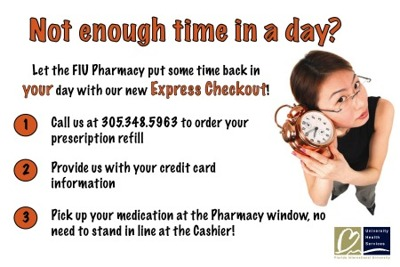 Not enough time in a day?
Let the FIU Pharmacy put some time back in
your day with our new Express Checkout!
1 Call us at 305.348.5963 to order your
prescription refill
2 Provide us with your credit card
information
3 Pick up your medication at the Pharmacy window, no
need to stand in line at the Cashier!
University
Health
Services
Florida International University